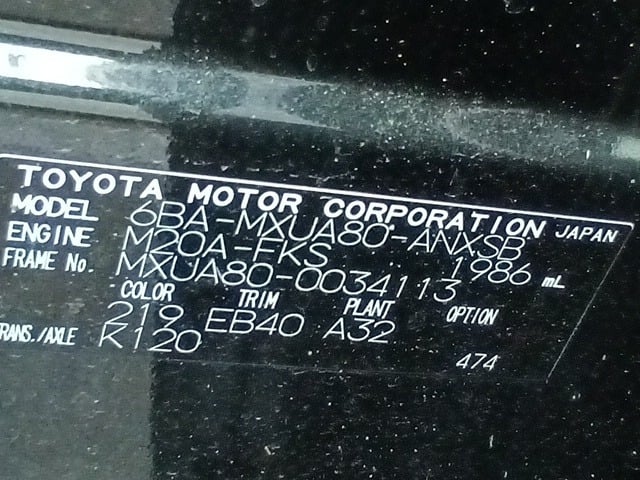 TOYOTA MOTOR CORPORATION JAPAN
MODEL 6BA-MXUA80-ANXSB
ENGINE M20A-FKS 1986 mL
FRAME No. MXUA80-0034113
COLOR TRIM PLANT OPTION
219 EB40 A32
RANS./AXLE K120 474